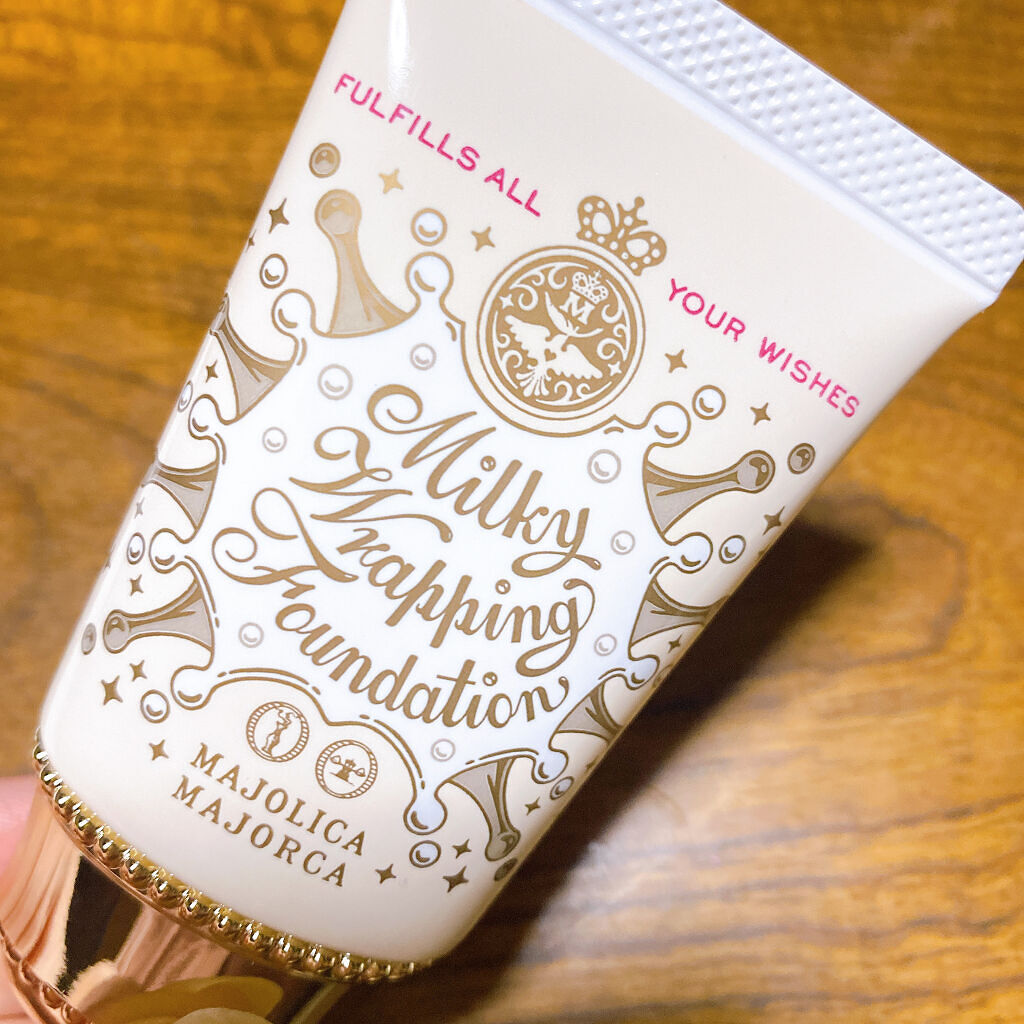 FULFILLS ALL
YOUR WISHES
M
Milky
Wrapping
Foundation
MAJOLICA
MAJORCA